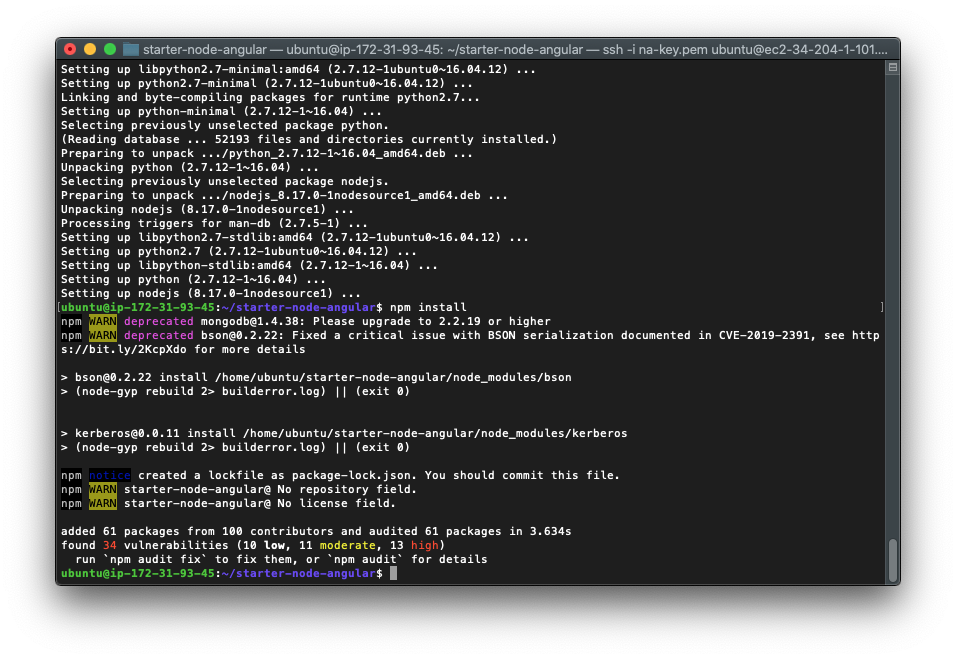 starter-node-angular — ubuntu@ip-172-31-93-45: ~/starter-node-angular — ssh -i na-key.pem ubuntu@ec2-34-204-1-101....
Setting up libpython2.7-minimal:amd64 (2.7.12-1ubuntu0~16.04.12) ...
Setting up python2.7-minimal (2.7.12-1ubuntu0~16.04.12) ...
Linking and byte-compiling packages for runtime python2.7...
Setting up python-minimal (2.7.12-1~16.04) ...
Selecting previously unselected package python.
(Reading database ... 52193 files and directories currently installed.)
Preparing to unpack .../python_2.7.12-1~16.04_amd64.deb ...
Unpacking python (2.7.12-1~16.04) ...
Selecting previously unselected package nodejs.
Preparing to unpack .../nodejs_8.17.0-1nodesource1_amd64.deb ...
Unpacking nodejs (8.17.0-1nodesource1) ...
Processing triggers for man-db (2.7.5-1) ...
Setting up libpython2.7-stdlib:amd64 (2.7.12-1ubuntu0~16.04.12) ...
Setting up python2.7 (2.7.12-1ubuntu0~16.04.12) ...
Setting up libpython-stdlib:amd64 (2.7.12-1~16.04) ...
Setting up python (2.7.12-1~16.04) ...
Setting up nodejs (8.17.0-1nodesource1) ...
[ubuntu@ip-172-31-93-45:~/starter-node-angular$ npm install ]
npm WARN deprecated mongodb@1.4.38: Please upgrade to 2.2.19 or higher
npm WARN deprecated bson@0.2.22: Fixed a critical issue with BSON serialization documented in CVE-2019-2391, see http
s://bit.ly/2KcpXdo for more details
> bson@0.2.22 install /home/ubuntu/starter-node-angular/node_modules/bson
> (node-gyp rebuild 2> builderror.log) || (exit 0)
> kerberos@0.0.11 install /home/ubuntu/starter-node-angular/node_modules/kerberos
> (node-gyp rebuild 2> builderror.log) || (exit 0)
npm notice created a lockfile as package-lock.json. You should commit this file.
npm WARN starter-node-angular@ No repository field.
npm WARN starter-node-angular@ No license field.
added 61 packages from 100 contributors and audited 61 packages in 3.634s
found 34 vulnerabilities (10 low, 11 moderate, 13 high)
run `npm audit fix` to fix them, or `npm audit` for details
ubuntu@ip-172-31-93-45:~/starter-node-angular$